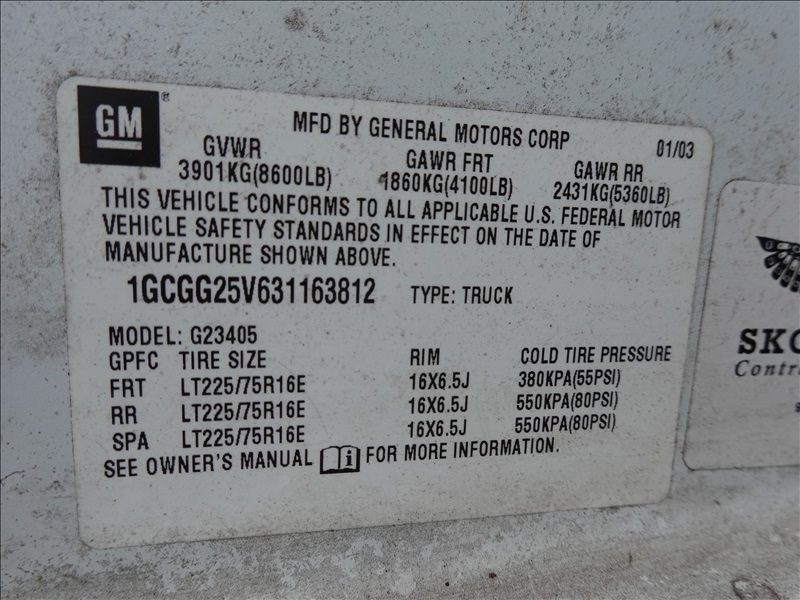 GM
MFD BY GENERAL MOTORS CORP 01/03
GVWR GAWR FRT GAWR RR
3901KG(8600LB) 1860KG(4100LB) 2431KG(5360LB)
THIS VEHICLE CONFORMS TO ALL APPLICABLE U.S. FEDERAL MOTOR
VEHICLE SAFETY STANDARDS IN EFFECT ON THE DATE OF
MANUFACTURE SHOWN ABOVE.
1GCGG25V631163812 TYPE: TRUCK
MODEL: G23405
GPFC TIRE SIZE RIM COLD TIRE PRESSURE
FRT LT225/75R16E 16X6.5J 380KPA(55PSI)
RR LT225/75R16E 16X6.5J 550KPA(80PSI)
SPA LT225/75R16E 16X6.5J 550KPA(80PSI)
SEE OWNER'S MANUAL FOR MORE INFORMATION.